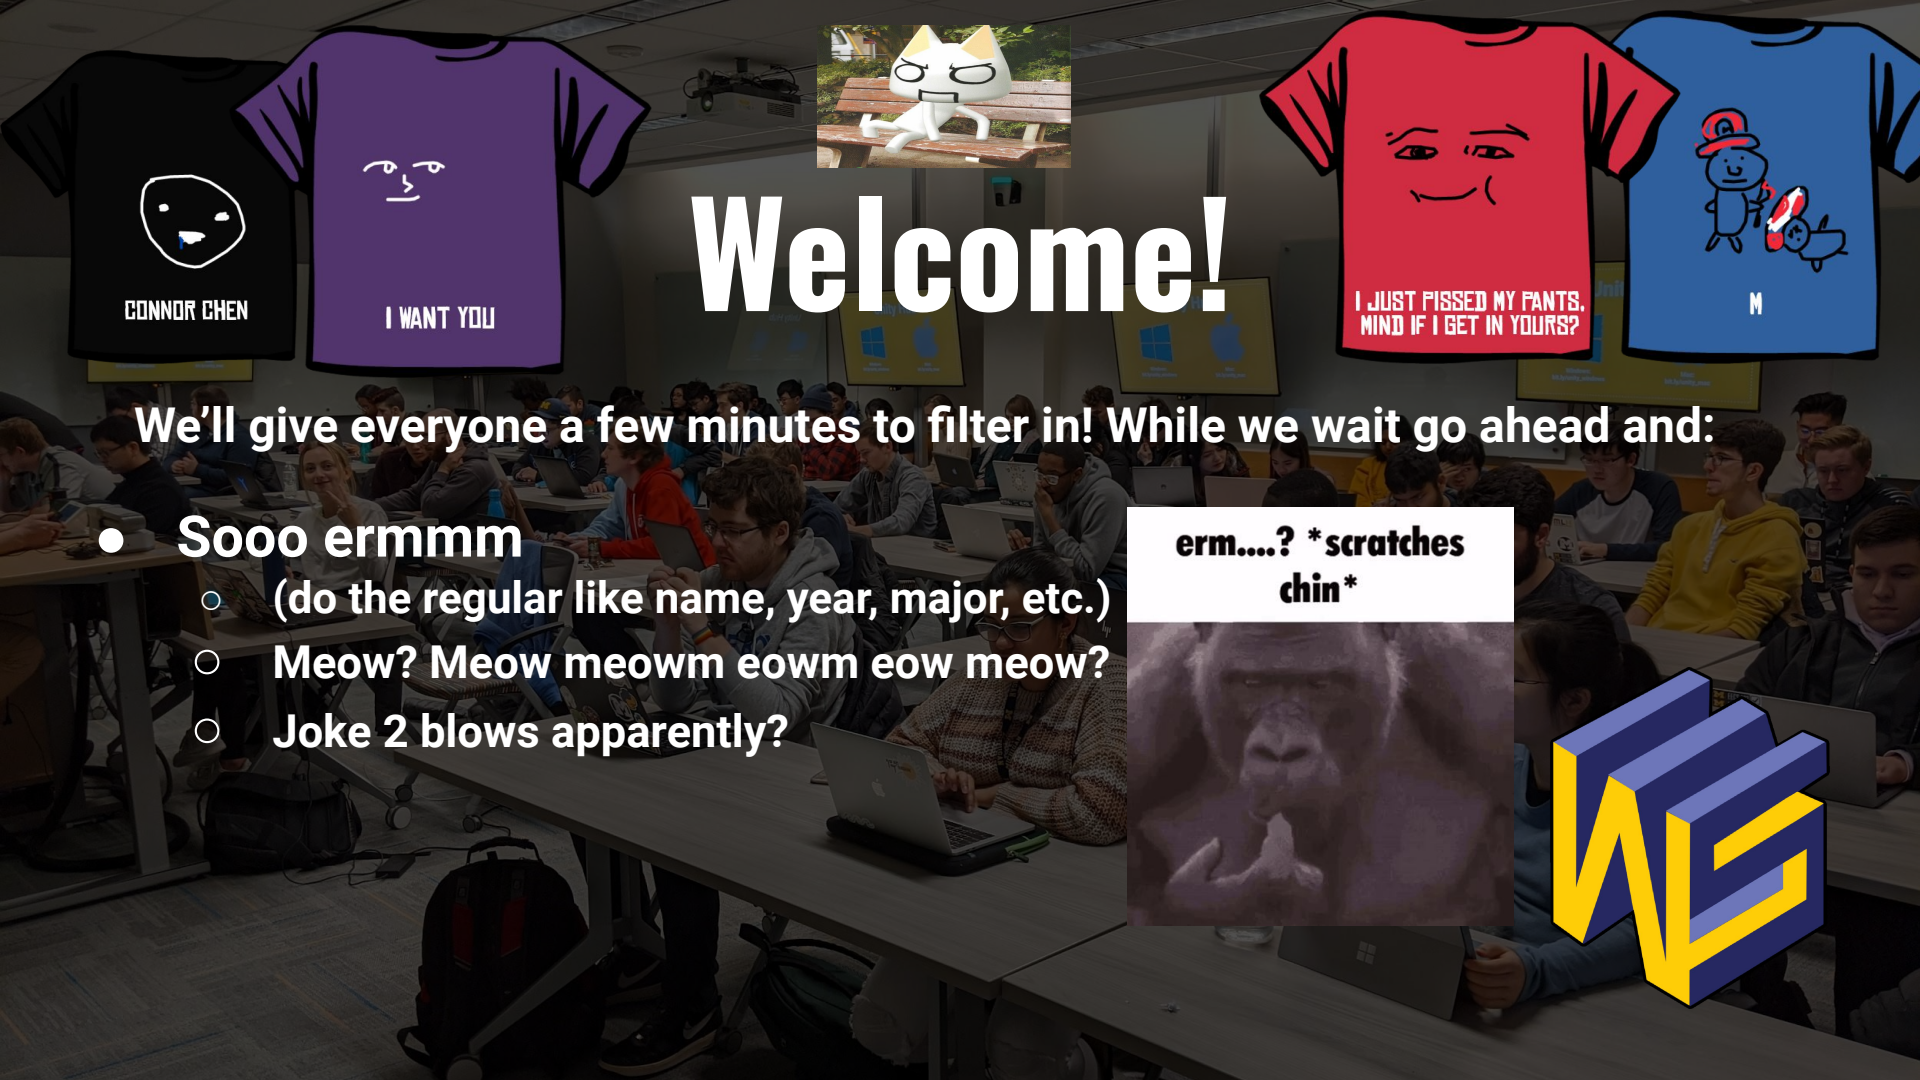 Welcome!
CONNOR CHEN
I WANT YOU
I JUST PISSED MY PANTS.
MIND IF I GET IN YOURS?
M
We’ll give everyone a few minutes to filter in! While we wait go ahead and:
● Sooo ermmm
○ (do the regular like name, year, major, etc.)
○ Meow? Meow meowm eowm eow meow?
○ Joke 2 blows apparently?
erm....? *scratches
chin*
WS